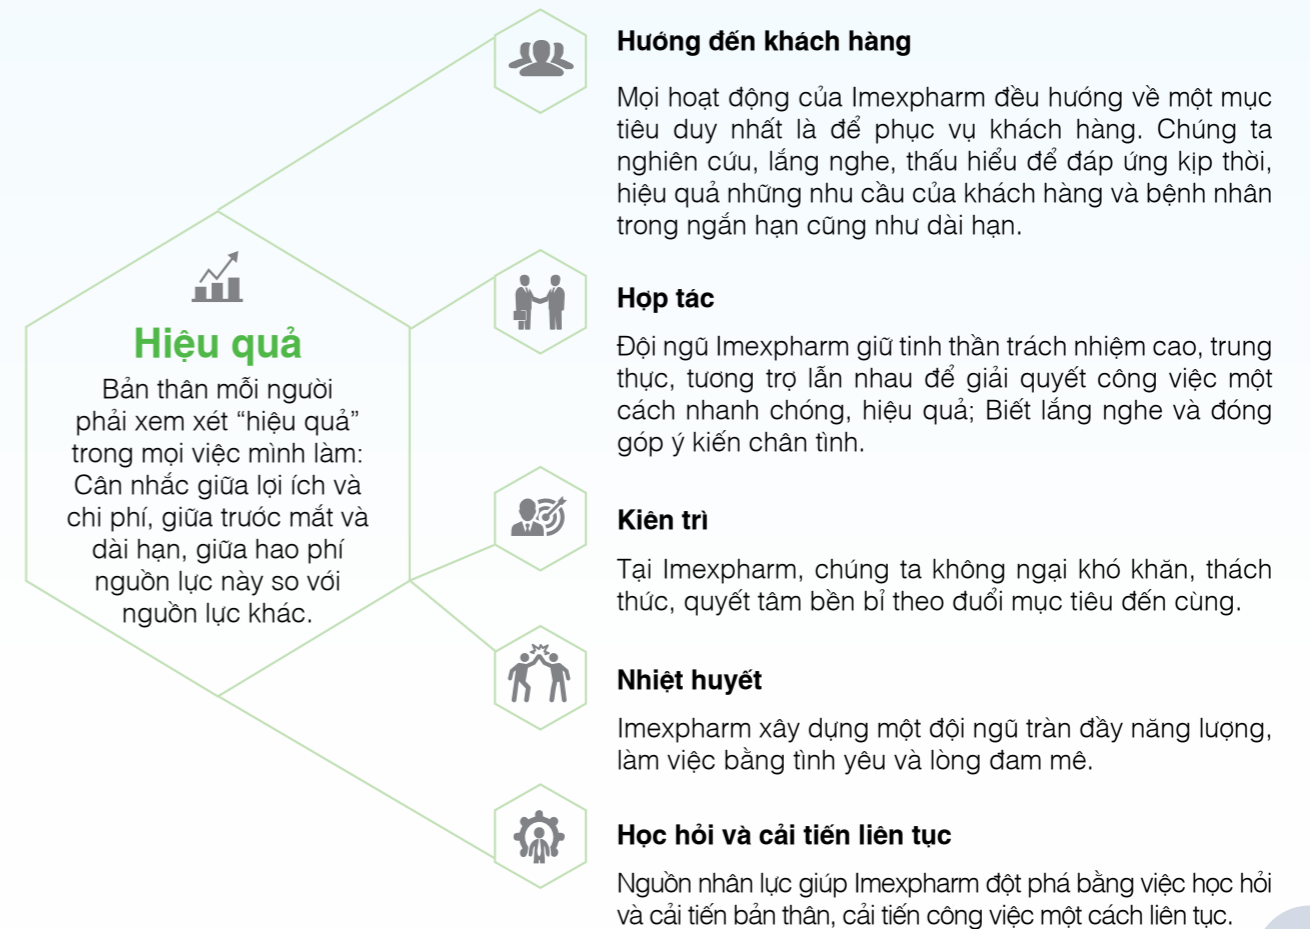 Hiệu quả
Bản thân mỗi người
phải xem xét “hiệu quả”
trong mọi việc mình làm:
Cân nhắc giữa lợi ích và
chi phí, giữa trước mắt và
dài hạn, giữa hao phí
nguồn lực này so với
nguồn lực khác.
Hướng đến khách hàng
Mọi hoạt động của Imexpharm đều hướng về một mục
tiêu duy nhất là để phục vụ khách hàng. Chúng ta
nghiên cứu, lắng nghe, thấu hiểu để đáp ứng kịp thời,
hiệu quả những nhu cầu của khách hàng và bệnh nhân
trong ngắn hạn cũng như dài hạn.
Hợp tác
Đội ngũ Imexpharm giữ tinh thần trách nhiệm cao, trung
thực, tương trợ lẫn nhau để giải quyết công việc một
cách nhanh chóng, hiệu quả; Biết lắng nghe và đóng
góp ý kiến chân tình.
Kiên trì
Tại Imexpharm, chúng ta không ngại khó khăn, thách
thức, quyết tâm bền bỉ theo đuổi mục tiêu đến cùng.
Nhiệt huyết
Imexpharm xây dựng một đội ngũ tràn đầy năng lượng,
làm việc bằng tình yêu và lòng đam mê.
Học hỏi và cải tiến liên tục
Nguồn nhân lực giúp Imexpharm đột phá bằng việc học hỏi
và cải tiến bản thân, cải tiến công việc một cách liên tục.